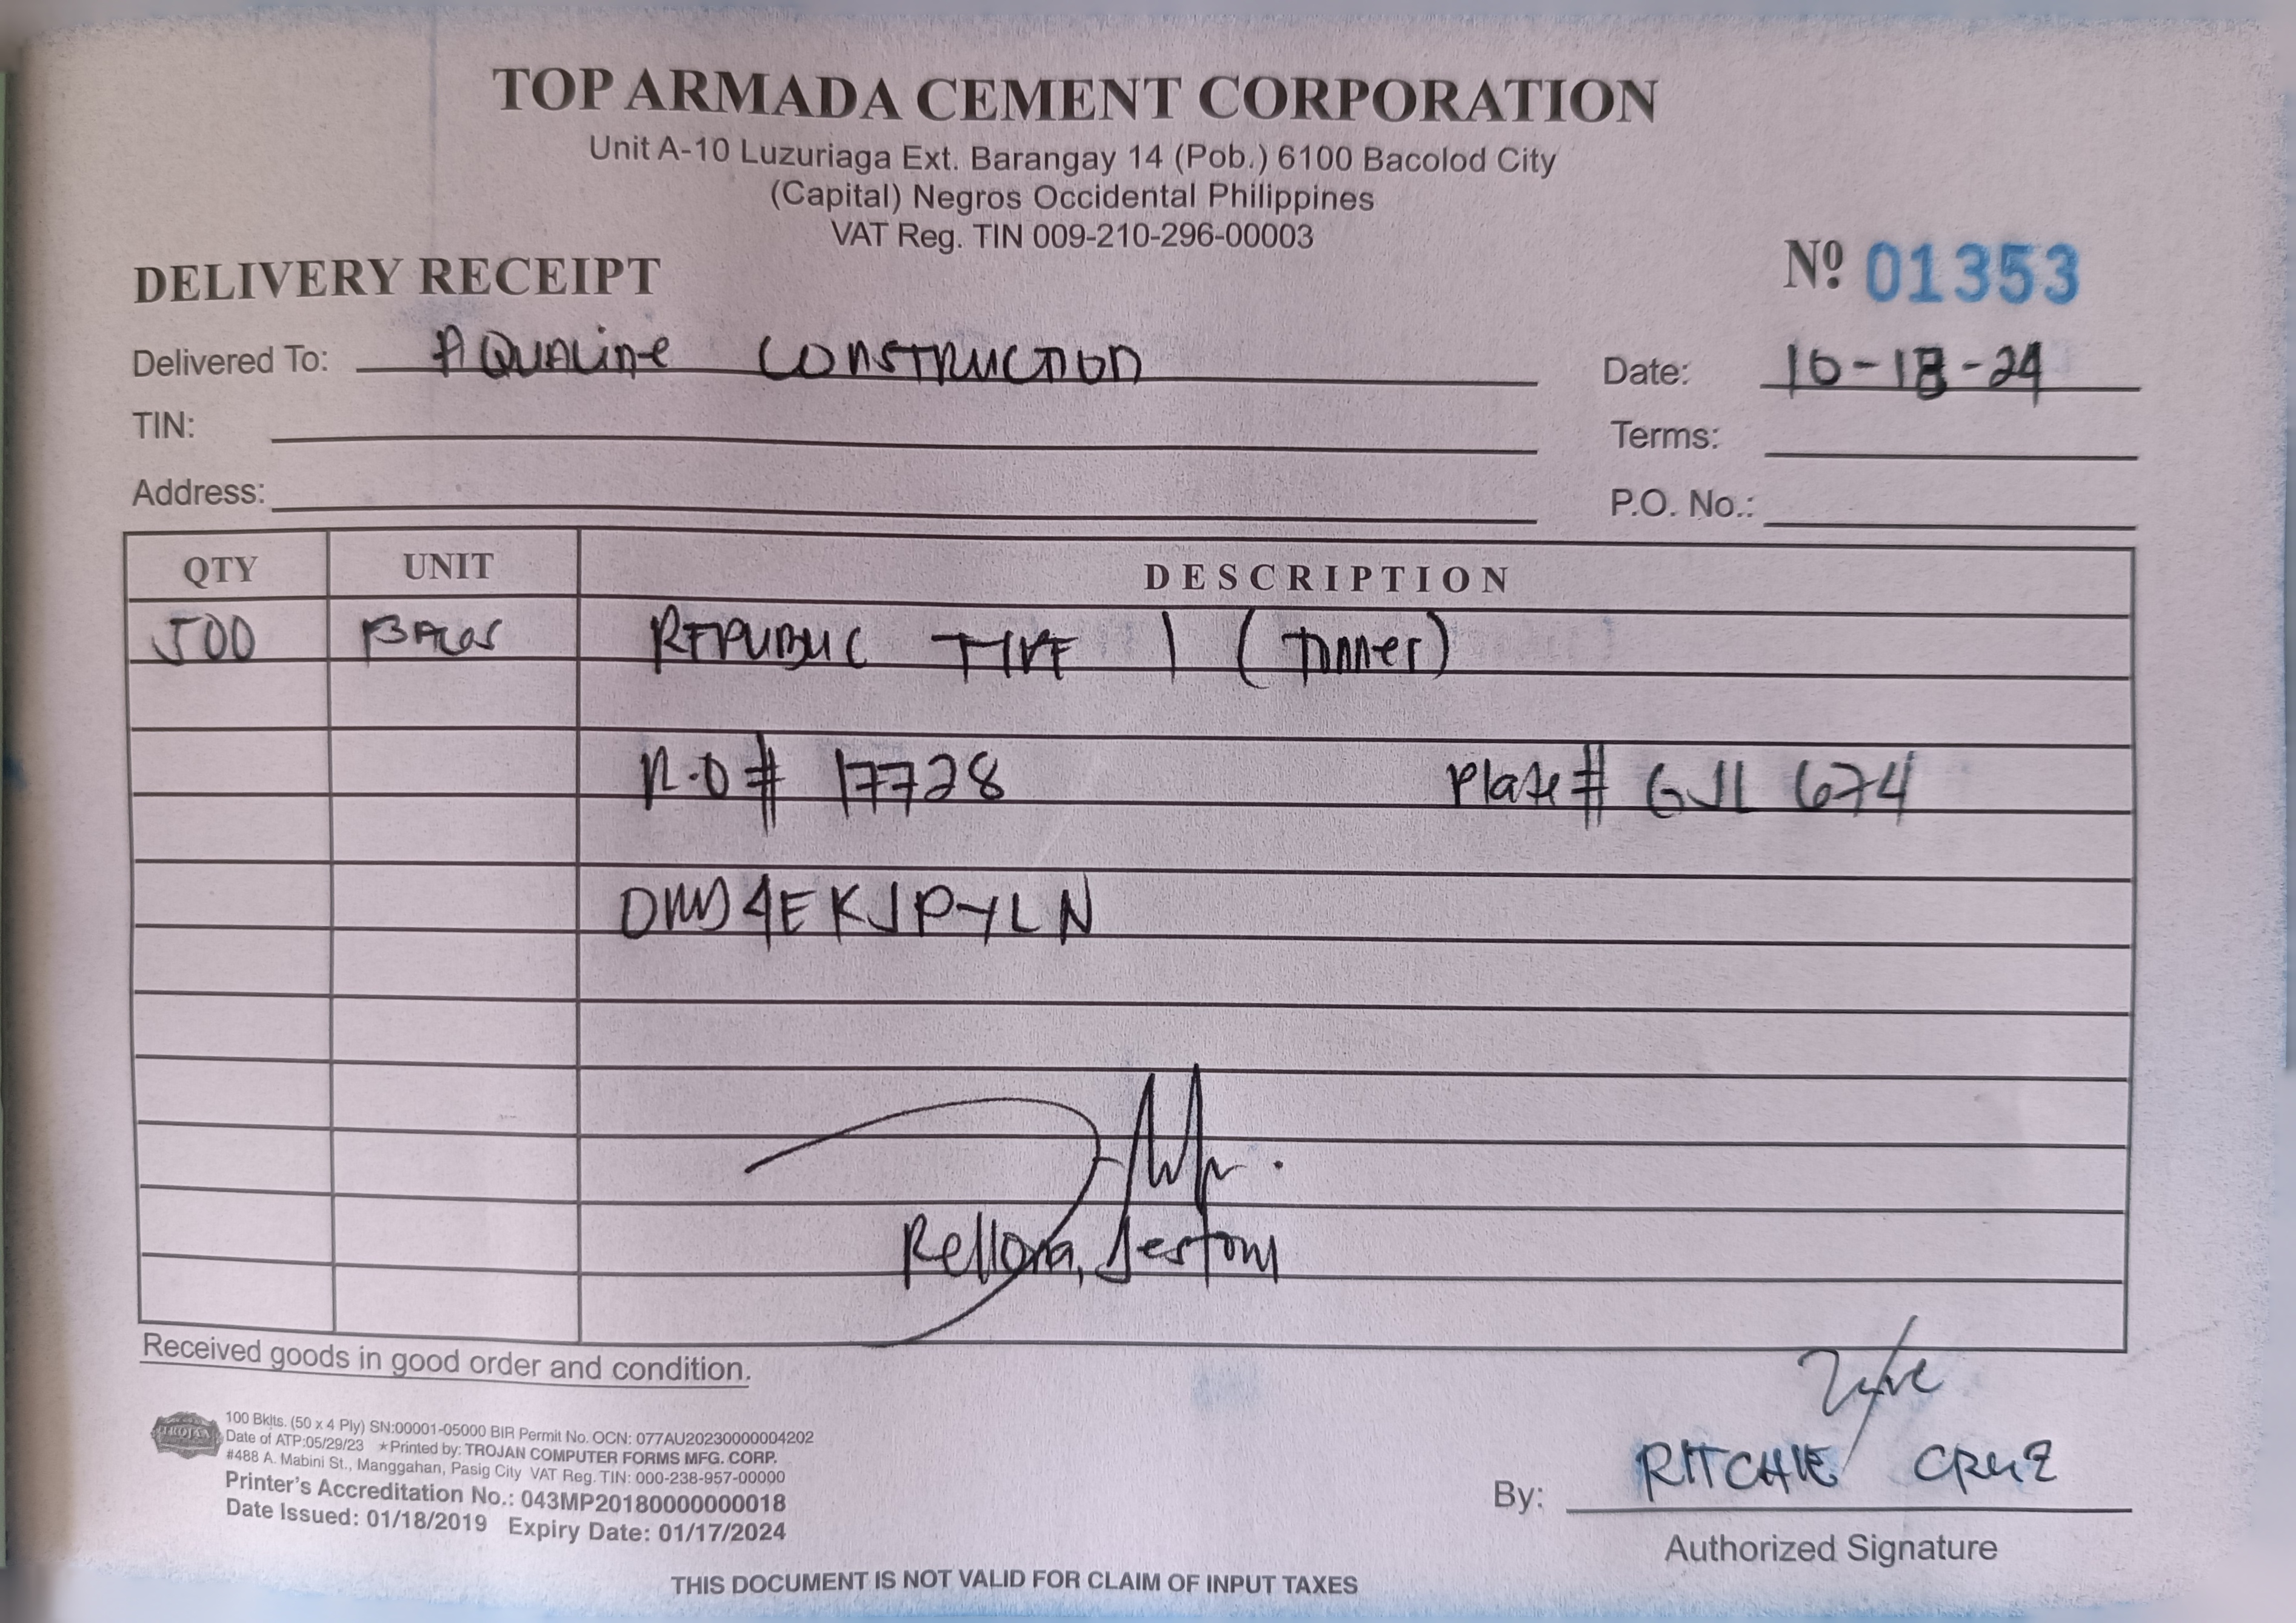 TOP ARMADA CEMENT CORPORATION
Unit A-10 Luzuriaga Ext. Barangay 14 (Pob.) 6100 Bacolod City
(Capital) Negros Occidental Philippines
VAT Reg. TIN 009-210-296-00003
DELIVERY RECEIPT Nº 01353
Delivered To: AQUALINE CONSTRUCTION Date: 10-18-24
TIN: Terms:
Address: P.O. No.:
QTY UNIT DESCRIPTION
500 BAGS REPUBLIC TYPE 1 (Tonner)
R.O # 17728 Plate # GJL 674
4EKJPYLN
Rellora, Jestony
Received goods in good order and condition.
TROJAN
100 Bklts. (50 x 4 Ply) SN:00001-05000 BIR Permit No. OCN: 077AU20230000004202
Date of ATP:05/29/23 ★Printed by: TROJAN COMPUTER FORMS MFG. CORP.
#488 A. Mabini St., Manggahan, Pasig City VAT Reg. TIN: 000-238-957-00000
Printer's Accreditation No.: 043MP20180000000018
Date Issued: 01/18/2019 Expiry Date: 01/17/2024
By: RITCHIE CRUZ
Authorized Signature
THIS DOCUMENT IS NOT VALID FOR CLAIM OF INPUT TAXES